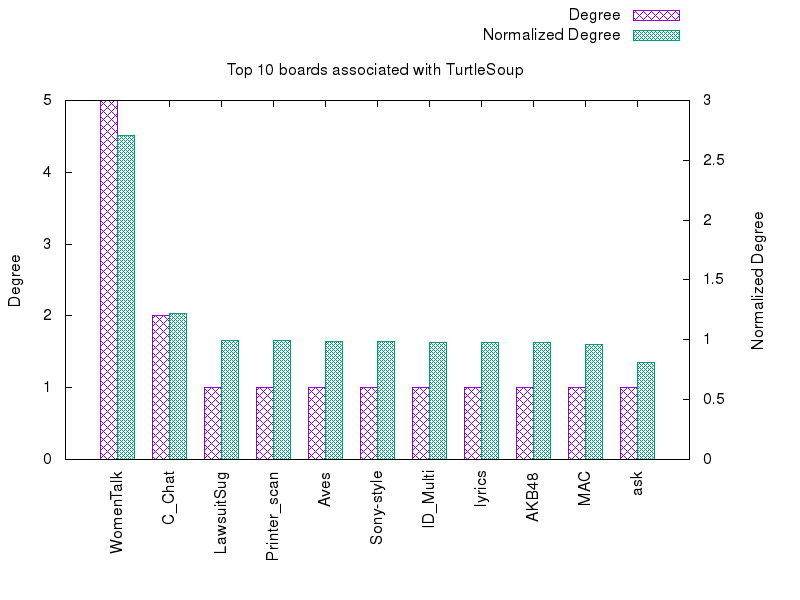 Degree
Normalized Degree
Top 10 boards associated with TurtleSoup
5
4
3
2
1
0
3
2.5
2
1.5
1
0.5
0
Degree
Normalized Degree
WomenTalk
C_Chat
LawsuitSug
Printer_scan
Aves
Sony-style
ID_Multi
lyrics
AKB48
MAC
ask